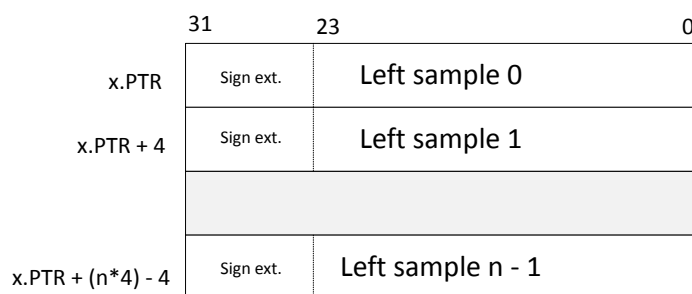 31 23 0
x.PTR Sign ext. Left sample 0
x.PTR + 4 Sign ext. Left sample 1
x.PTR + (n*4) - 4 Sign ext. Left sample n - 1